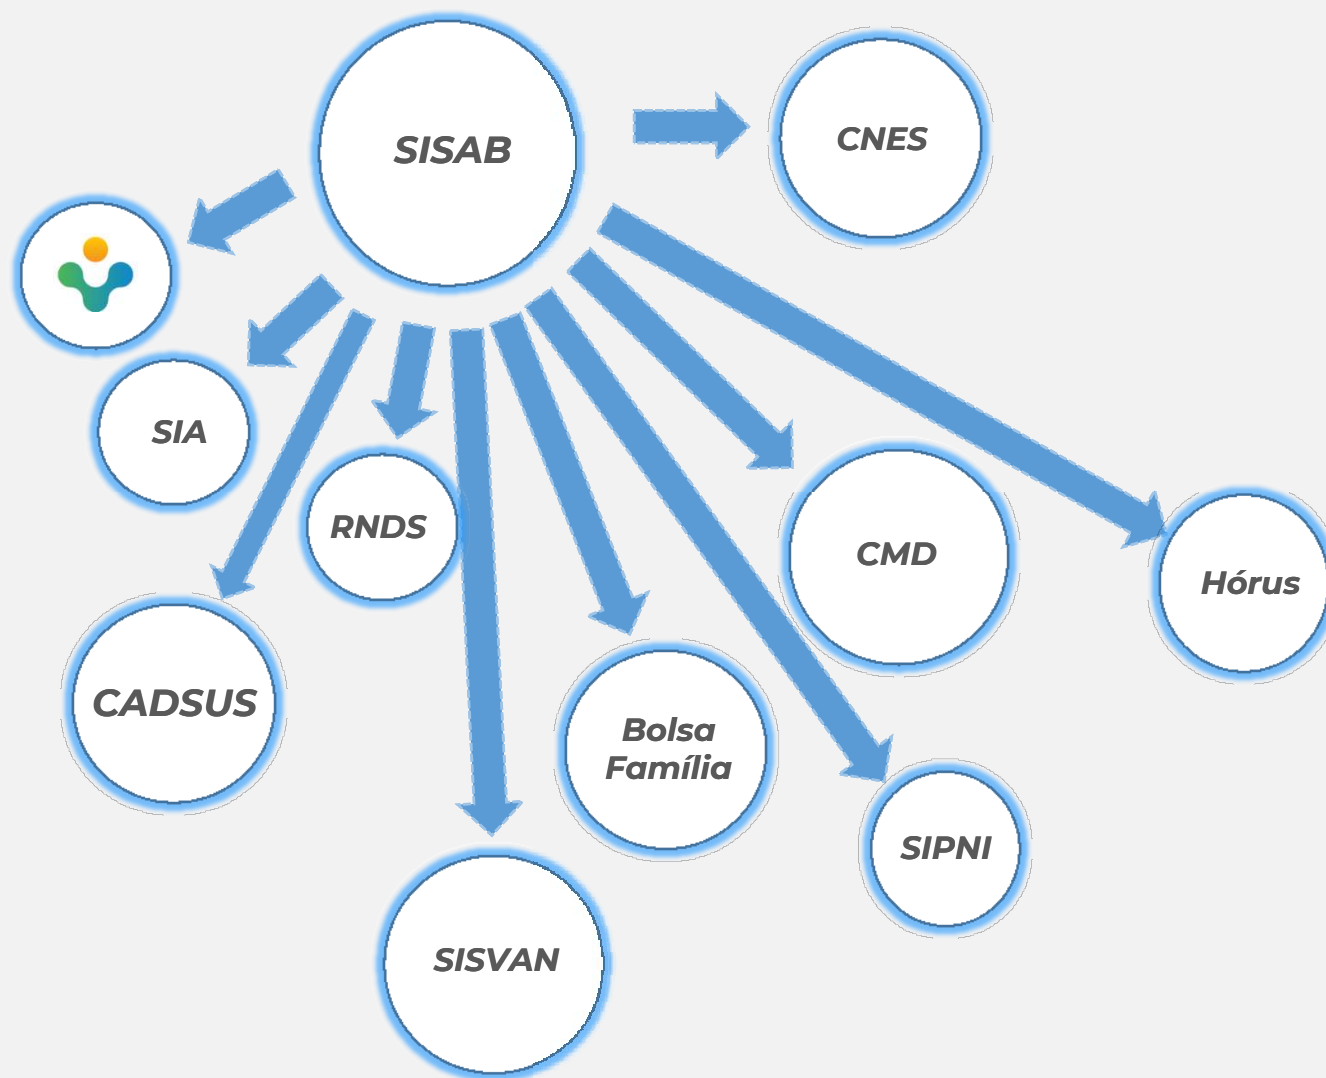 SISAB
CNES
SIA
RNDS
CMD
Hórus
CADSUS
Bolsa
Família
SIPNI
SISVAN